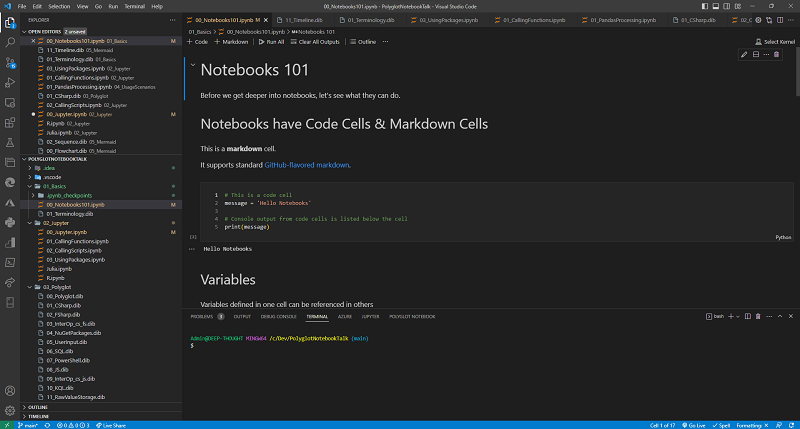 File Edit Selection View Go Run Terminal Help
00_Notebooks101.ipynb - PolyglotNotebookTalk - Visual Studio Code
EXPLORER
OPEN EDITORS 2 unsaved
00_Notebooks101.ipynb 01_Basics M
11_Timeline.dib 05_Mermaid
01_Terminology.dib 01_Basics
03_UsingPackages.ipynb 02_Jupyter
01_CallingFunctions.ipynb 02_Jupyter
01_PandasProcessing.ipynb 04_UsageScenarios
01_CSharp.dib 03_Polyglot
02_CallingScripts.ipynb 02_Jupyter
00_Jupyter.ipynb 02_Jupyter M
R.ipynb 02_Jupyter
Julia.ipynb 02_Jupyter
02_Sequence.dib 05_Mermaid
00_Flowchart.dib 05_Mermaid
POLYGLOTNOTEBOOKTALK
.idea
.vscode
01_Basics
.ipynb_checkpoints
00_Notebooks101.ipynb M
01_Terminology.dib
02_Jupyter
00_Jupyter.ipynb M
01_CallingFunctions.ipynb
02_CallingScripts.ipynb
03_UsingPackages.ipynb
Julia.ipynb
R.ipynb
03_Polyglot
00_Polyglot.dib
01_CSharp.dib
02_FSharp.dib
03_InterOp_cs_fs.dib
04_NuGetPackages.dib
05_UserInput.dib
06_SQL.dib
07_PowerShell.dib
08_JS.dib
09_InterOp_cs_js.dib
10_KQL.dib
11_RawValueStorage.dib
OUTLINE
TIMELINE
00_Notebooks101.ipynb M
11_Timeline.dib
01_Terminology.dib
03_UsingPackages.ipynb
01_CallingFunctions.ipynb
01_PandasProcessing.ipynb
01_CSharp.dib
02_C
01_Basics > 00_Notebooks101.ipynb > Notebooks 101
+ Code + Markdown Run All Clear All Outputs Outline ...
Select Kernel
Notebooks 101
Before we get deeper into notebooks, let's see what they can do.
Notebooks have Code Cells & Markdown Cells
This is a markdown cell.
It supports standard GitHub-flavored markdown.
1 # This is a code cell
2 message = 'Hello Notebooks'
3
4 # Console output from code cells is listed below the cell
5 print(message)
Python
Hello Notebooks
Variables
Variables defined in one cell can be referenced in others
PROBLEMS 3 OUTPUT DEBUG CONSOLE TERMINAL AZURE JUPYTER POLYGLOT NOTEBOOK
bash
Admin@DEEP-THOUGHT MINGW64 /c/Dev/PolyglotNotebookTalk (main)
$
main* 0 0 3 Live Share
Cell 1 of 17 Go Live Spell Formatting